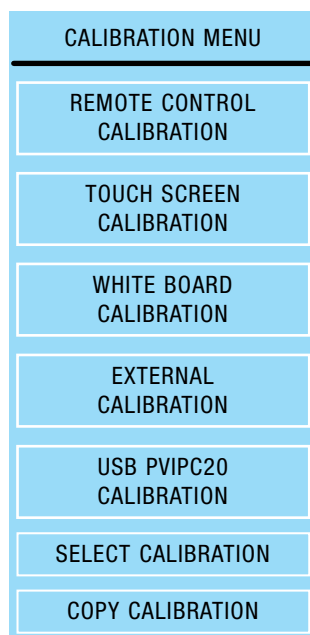 CALIBRATION MENU
REMOTE CONTROL
CALIBRATION
TOUCH SCREEN
CALIBRATION
WHITE BOARD
CALIBRATION
EXTERNAL
CALIBRATION
USB PVIPC20
CALIBRATION
SELECT CALIBRATION
COPY CALIBRATION